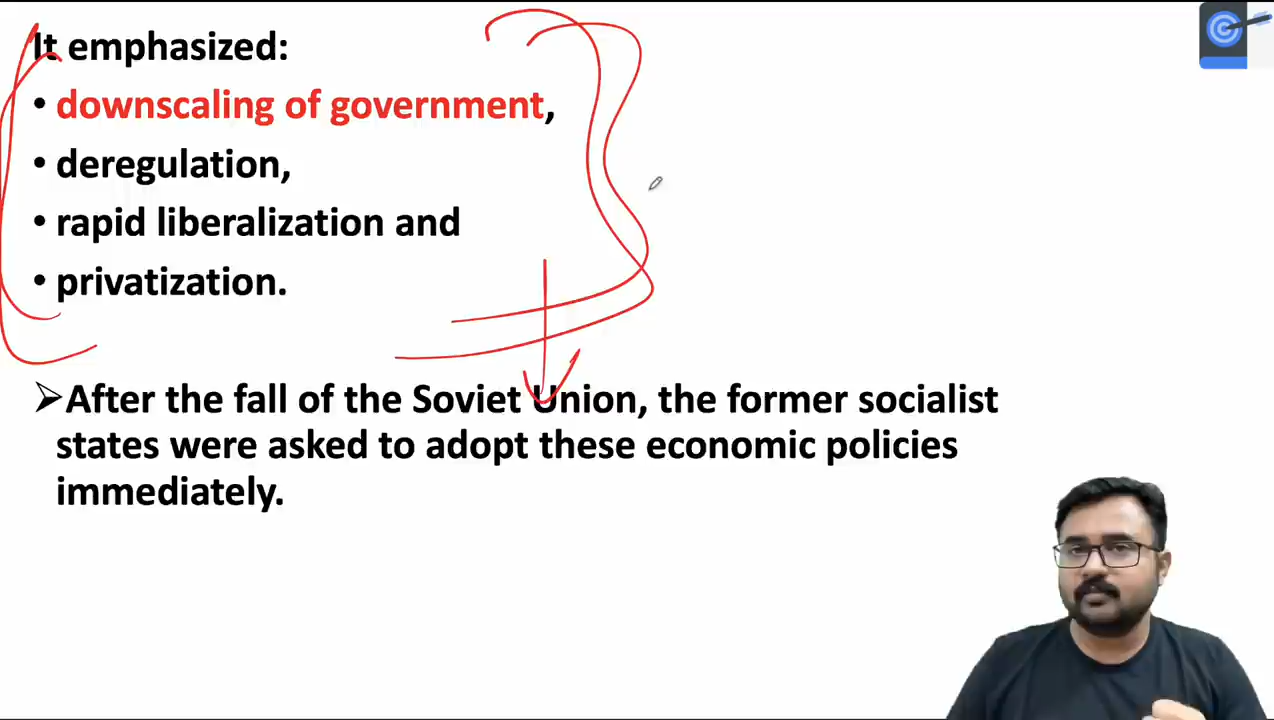 It emphasized:
• downscaling of government,
• deregulation,
• rapid liberalization and
• privatization.
➢After the fall of the Soviet Union, the former socialist
states were asked to adopt these economic policies
immediately.